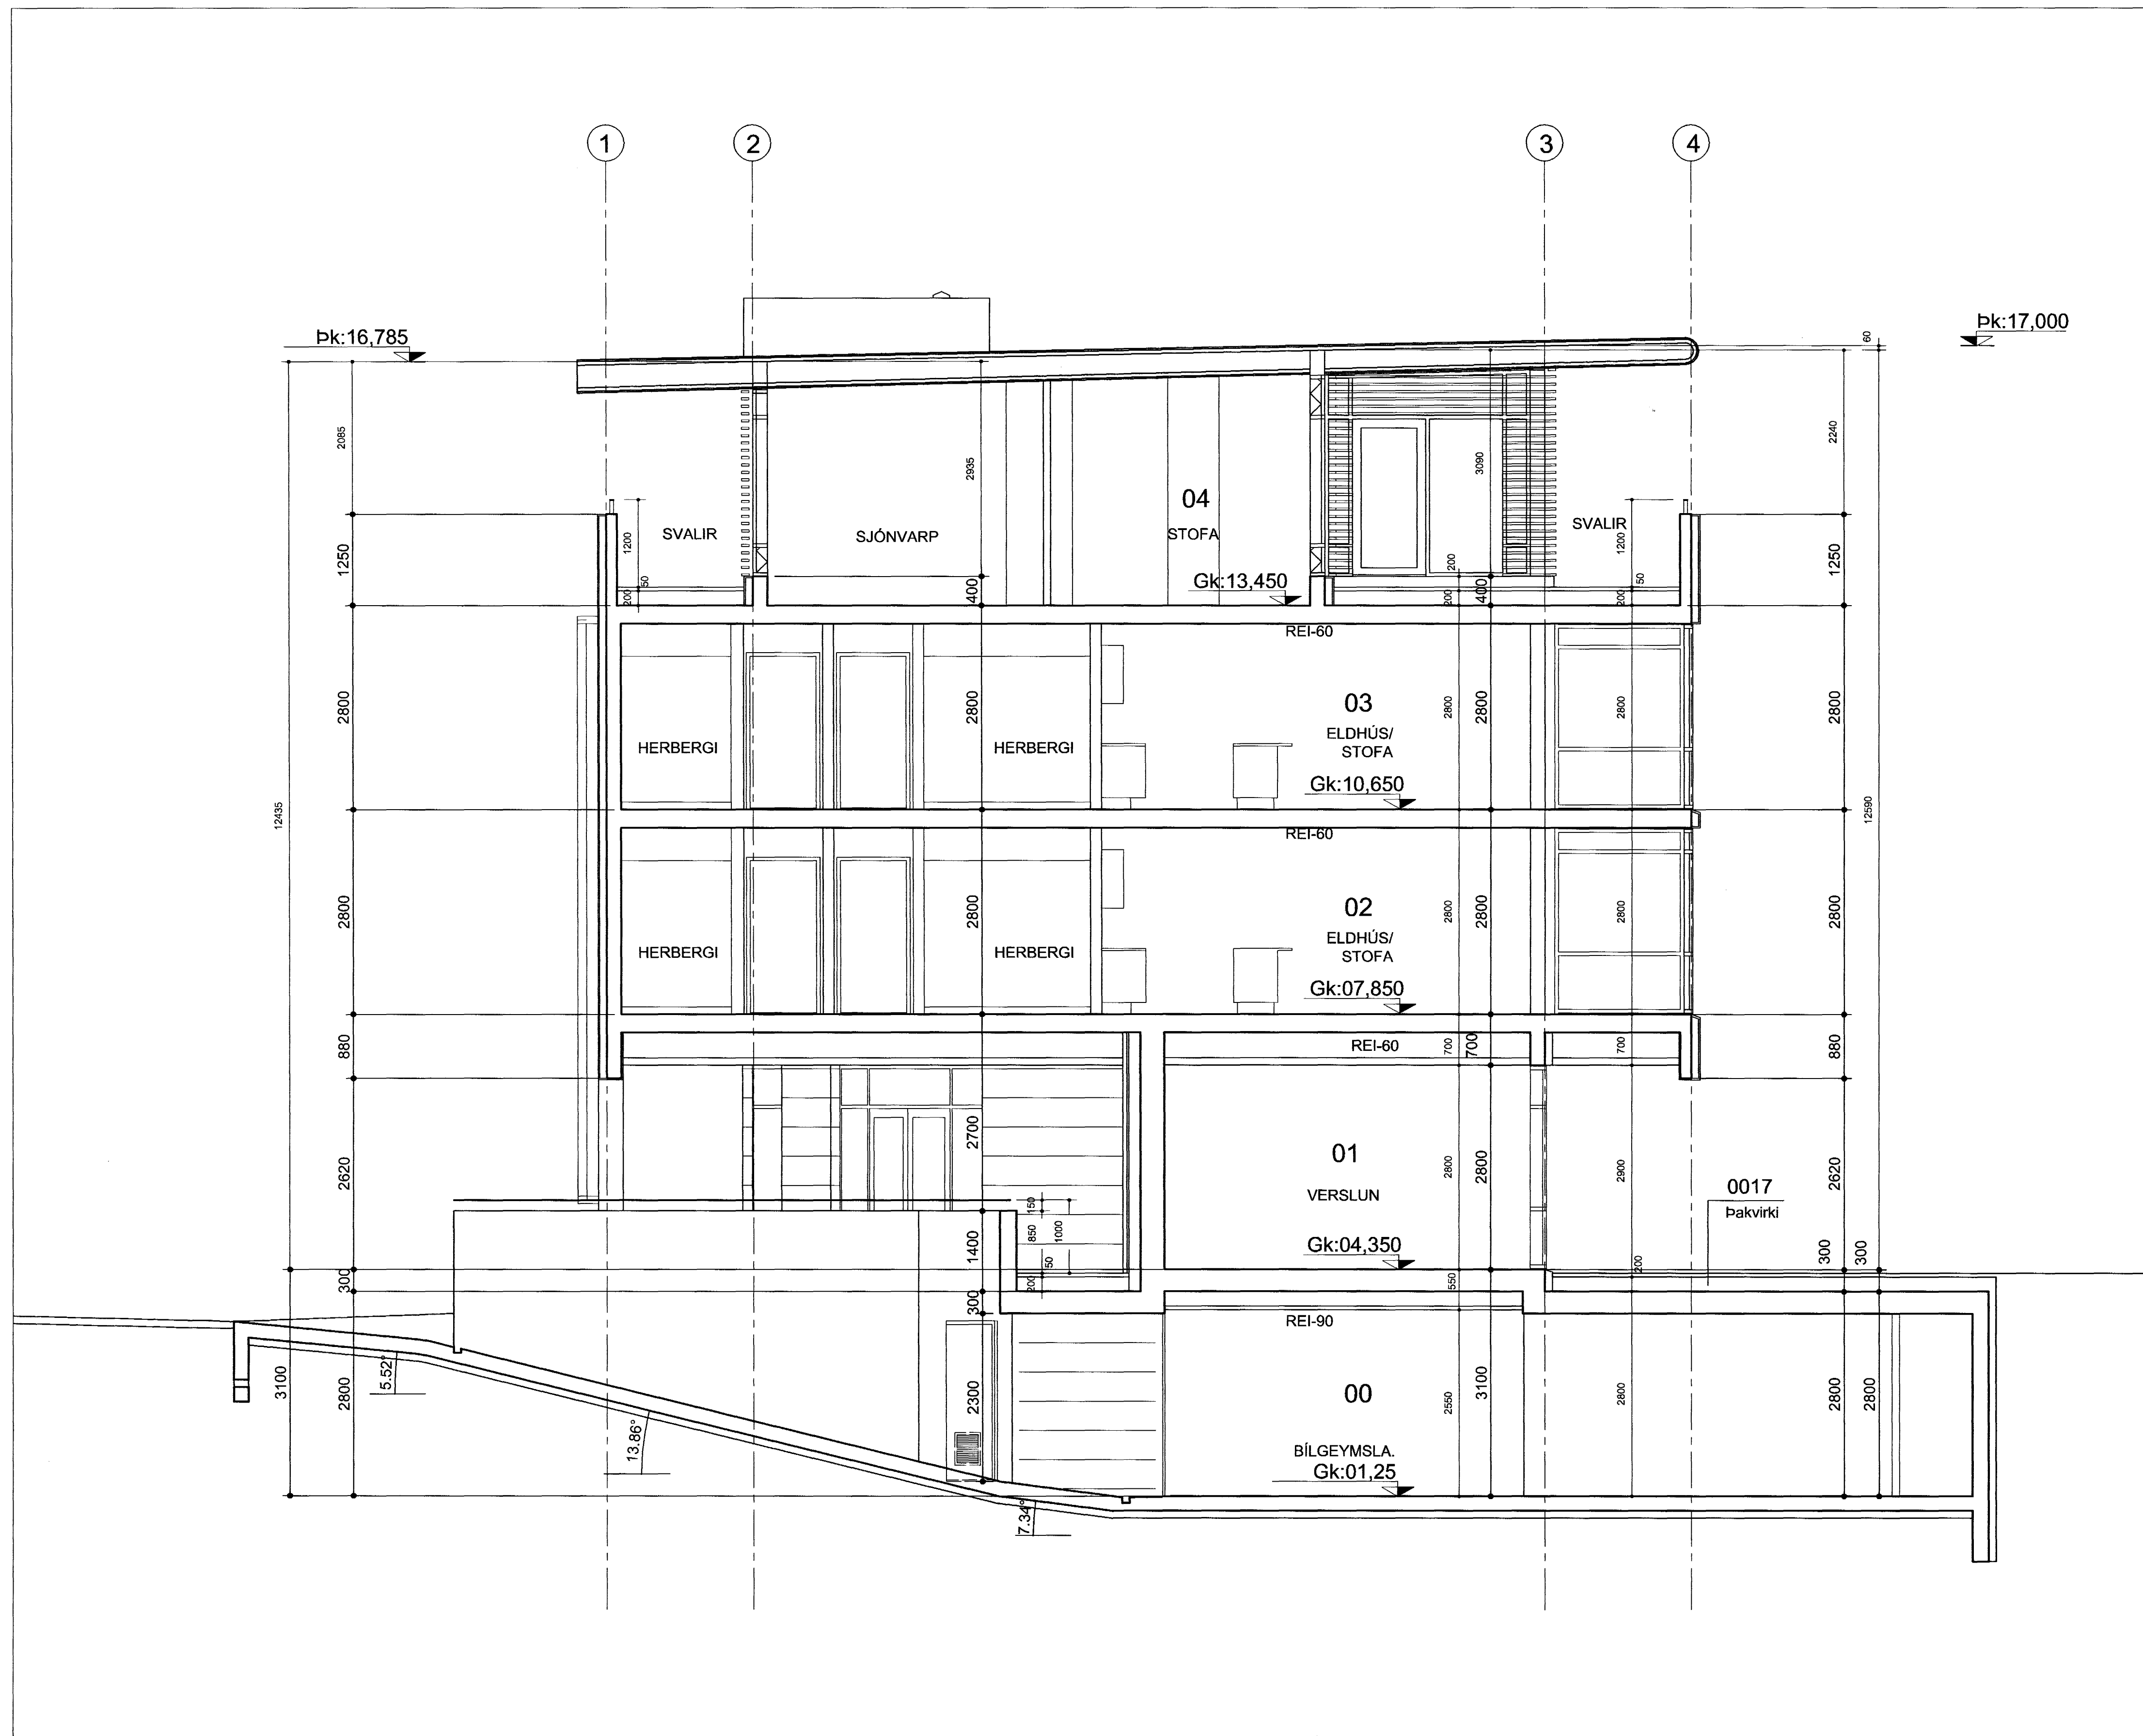 1
2
3
4
Þk:16,785
Þk:17,000
60
2085
2935
3090
2240
04
STOFA
SVALIR
SJÓNVARP
SVALIR
1200
1200
1250
1250
50
200
400
200
400
200
50
200
Gk:13,450
REI-60
2800
2800
2800
2800
2800
2800
03
ELDHÚS/
STOFA
HERBERGI
HERBERGI
Gk:10,650
12435
12590
REI-60
2800
2800
2800
2800
2800
2800
02
ELDHÚS/
STOFA
HERBERGI
HERBERGI
Gk:07,850
880
REI-60
700
700
700
880
2700
2620
01
VERSLUN
2800
2800
2900
2620
0017
Þakvirki
150
850
1000
50
200
1400
Gk:04,350
300
300
550
200
300
300
REI-90
5.52°
3100
2800
13.86°
2300
00
2550
3100
2800
2800
2800
BÍLGEYMSLA.
Gk:01,25
7.34°